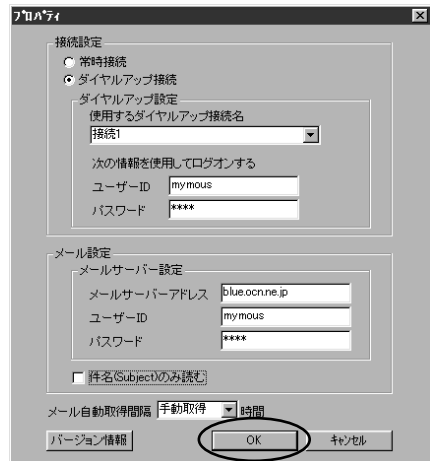 ﾌﾟﾛﾊﾟﾃｨ
接続設定
常時接続
ダイヤルアップ接続
ダイヤルアップ設定
使用するダイヤルアップ接続名
接続1
次の情報を使用してログオンする
ユーザーID mymous
パスワード ****
メール設定
メールサーバー設定
メールサーバーアドレス blue.ocn.ne.jp
ユーザーID mymous
パスワード ****
件名(Subject)のみ読む
メール自動取得間隔 手動取得 時間
バージョン情報 OK キャンセル